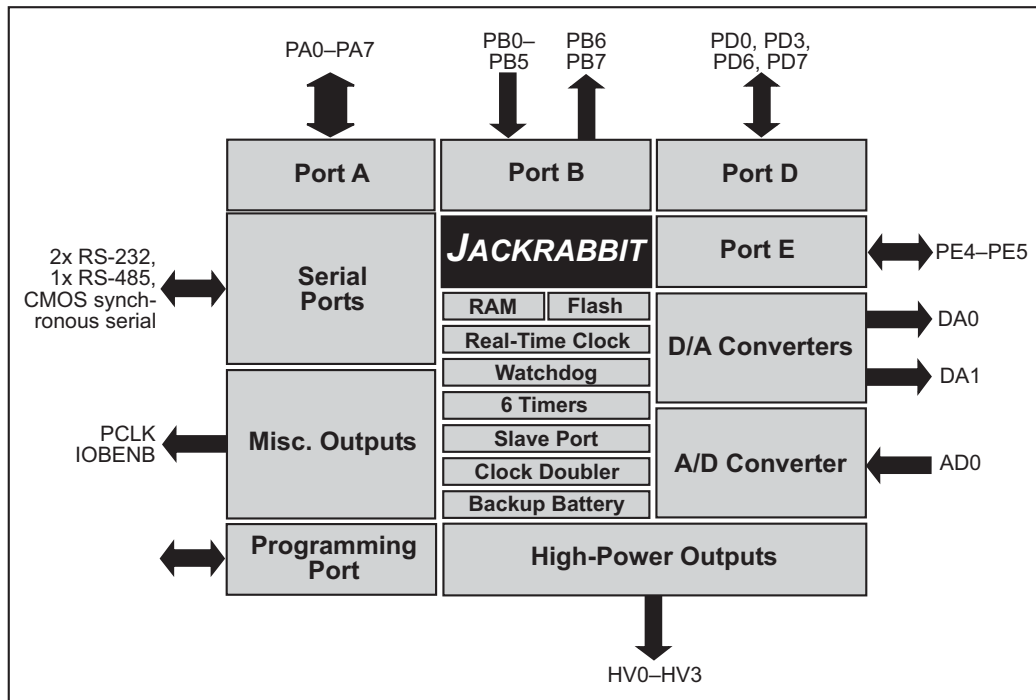 PA0–PA7
PB0–
PB5
PB6
PB7
PD0, PD3,
PD6, PD7
Port A
Port B
Port D
2x RS-232,
1x RS-485,
CMOS synch-
ronous serial
Serial
Ports
JACKRABBIT
Port E
PE4–PE5
RAM
Flash
Real-Time Clock
Watchdog
6 Timers
Slave Port
Clock Doubler
Backup Battery
D/A Converters
DA0
DA1
PCLK
IOBENB
Misc. Outputs
A/D Converter
AD0
Programming
Port
High-Power Outputs
HV0–HV3